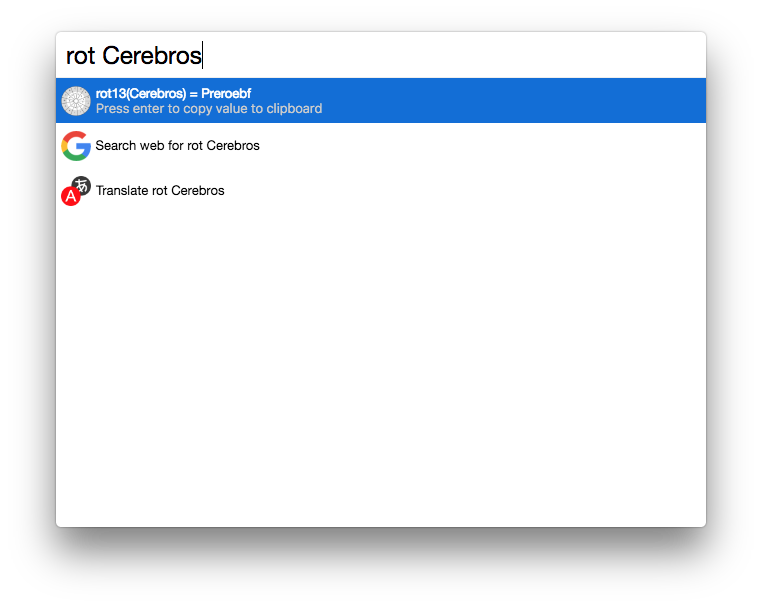 rot Cerebros
rot13(Cerebros) = Preroebf
Press enter to copy value to clipboard
G Search web for rot Cerebros
あ
A Translate rot Cerebros